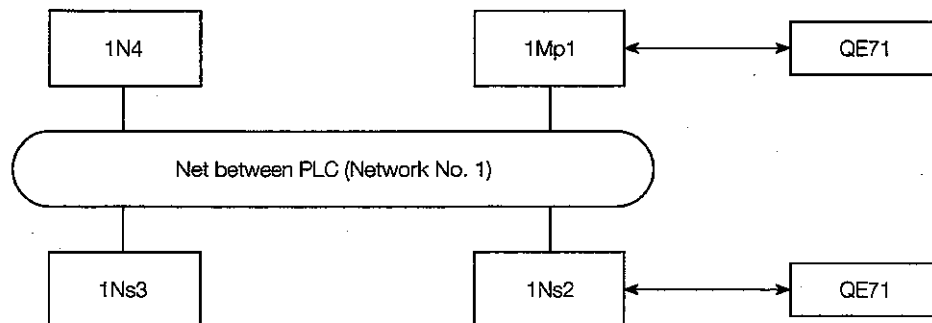 1N4
1Mp1
QE71
Net between PLC (Network No. 1)
1Ns3
1Ns2
QE71